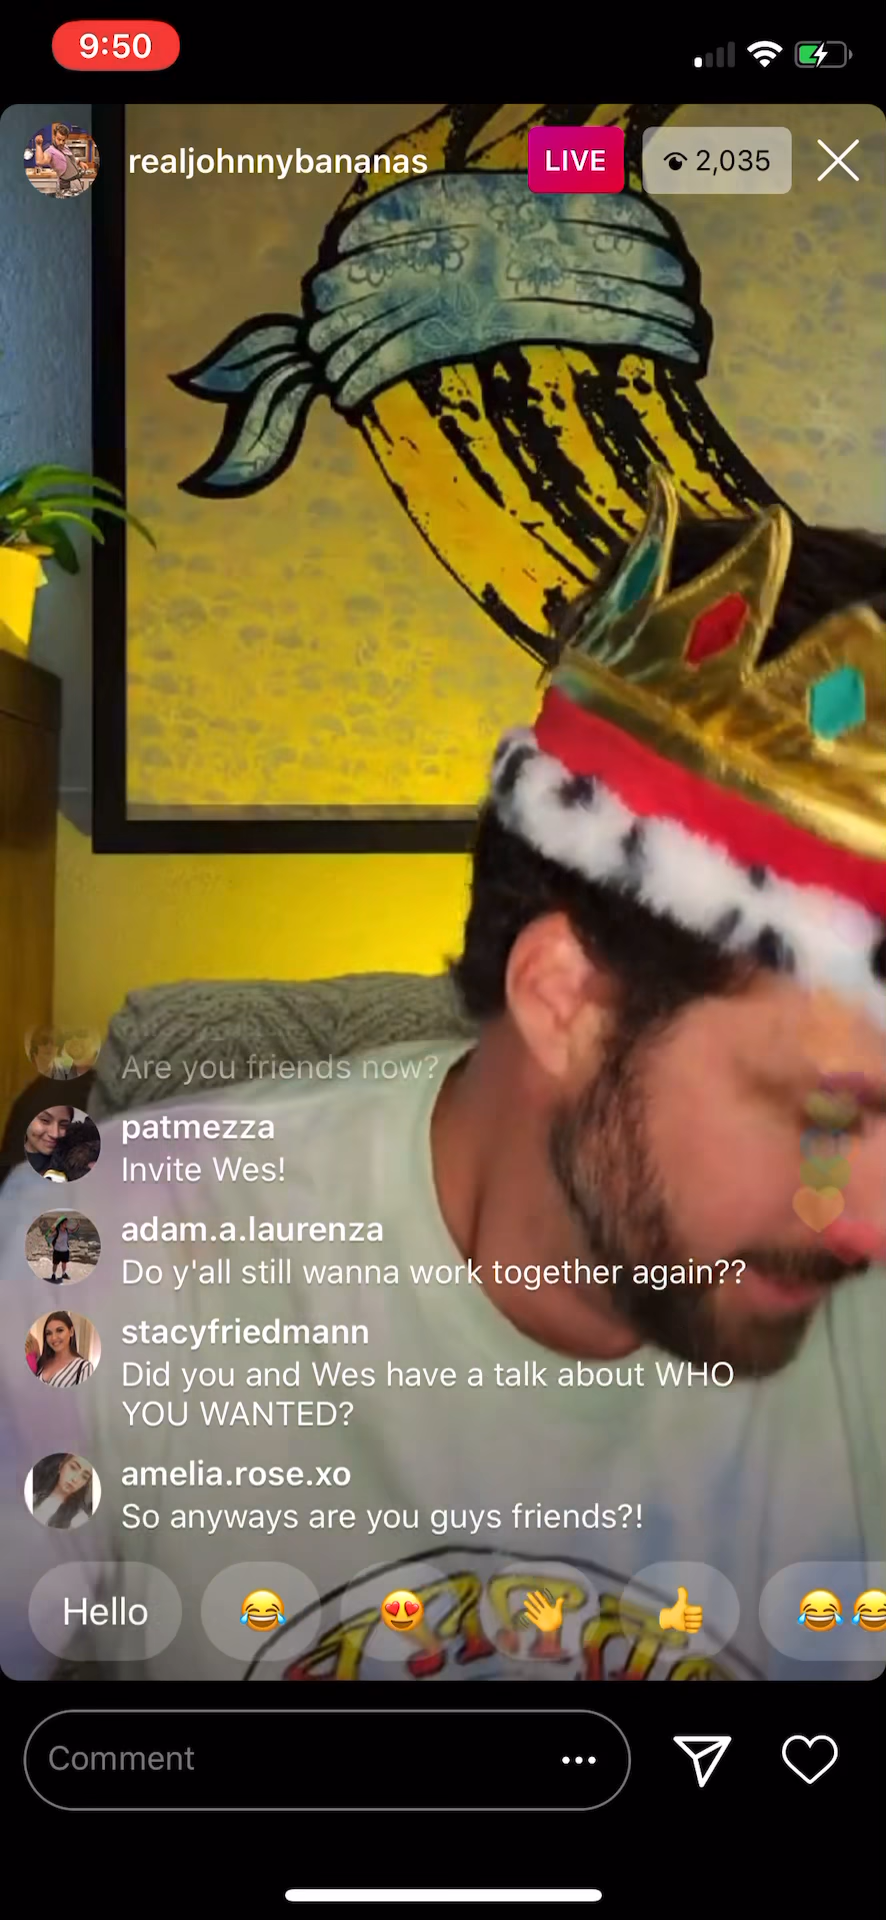 9:50
realjohnnybananas
LIVE
2,035
Are you friends now?
patmezza
Invite Wes!
adam.a.laurenza
Do y'all still wanna work together again??
stacyfriedmann
Did you and Wes have a talk about WHO
YOU WANTED?
amelia.rose.xo
So anyways are you guys friends?!
Hello
Comment